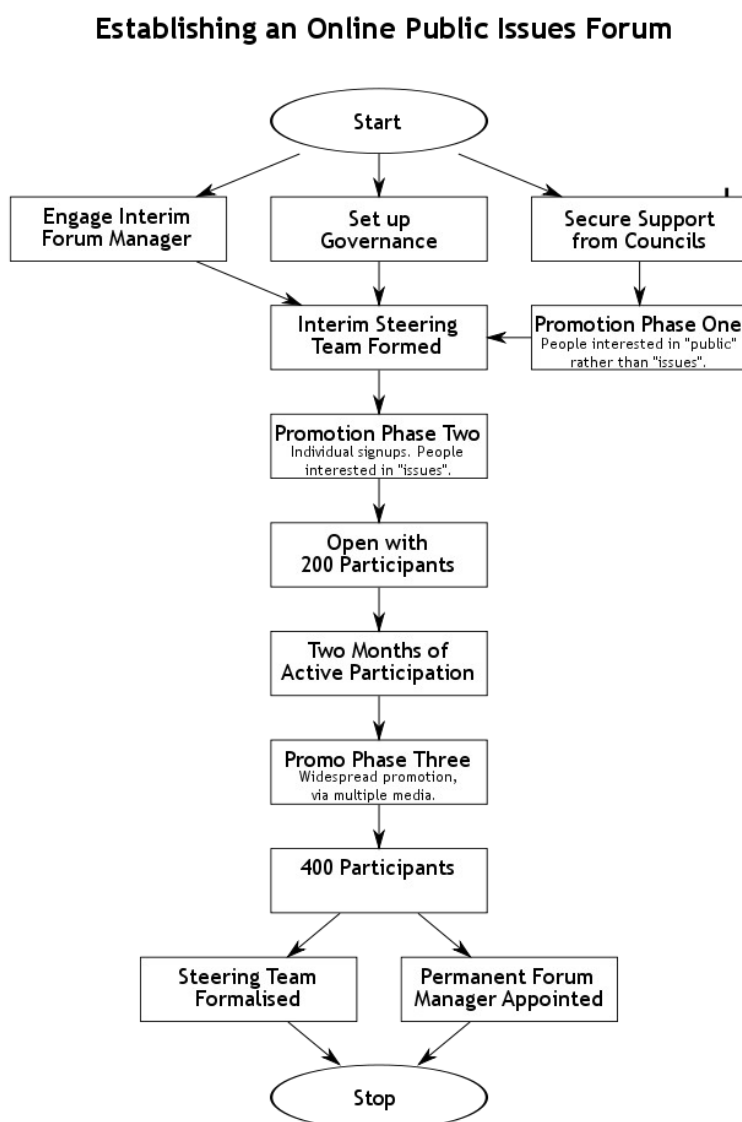 Establishing an Online Public Issues Forum
Start
Engage Interim
Forum Manager
Set up
Governance
Secure Support
from Councils
Interim Steering
Team Formed
Promotion Phase One
People interested in "public"
rather than "issues".
Promotion Phase Two
Individual signups. People
interested in "issues".
Open with
200 Participants
Two Months of
Active Participation
Promo Phase Three
Widespread promotion,
via multiple media.
400 Participants
Steering Team
Formalised
Permanent Forum
Manager Appointed
Stop